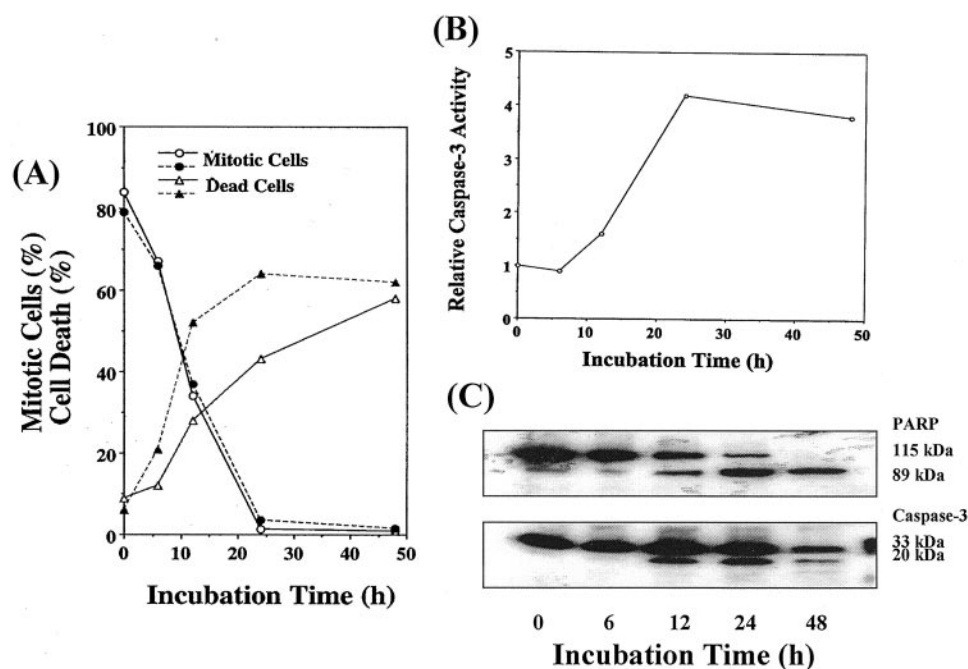 (A)
Mitotic Cells (%)
Cell Death (%)
100
80
60
40
20
0
Mitotic Cells
Dead Cells
0 10 20 30 40 50
Incubation Time (h)
(B)
Relative Caspase-3 Activity
5
4
3
2
1
0
0 10 20 30 40 50
Incubation Time (h)
(C)
PARP
115 kDa
89 kDa
Caspase-3
33 kDa
20 kDa
0 6 12 24 48
Incubation Time (h)